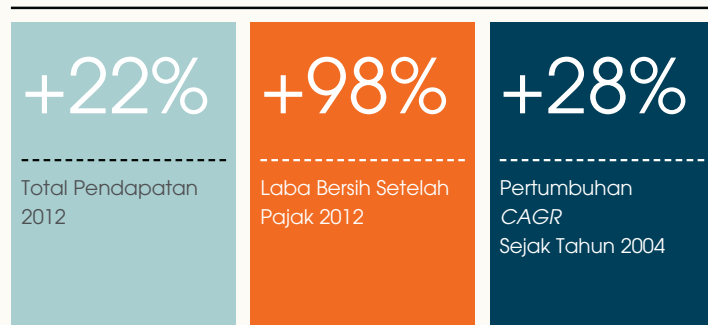 +22%
Total Pendapatan
2012
+98%
Laba Bersih Setelah
Pajak 2012
+28%
Pertumbuhan
CAGR
Sejak Tahun 2004